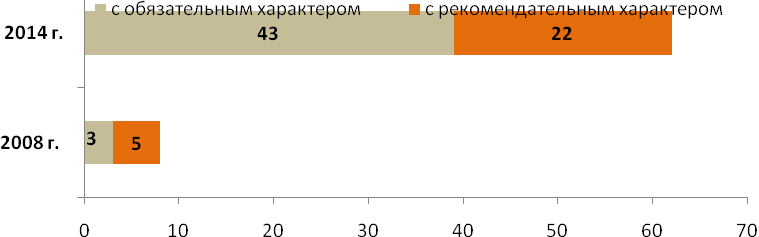 с обязательным характером с рекомендательным характером
2014 г. 43 22
2008 г. 3 5
0 10 20 30 40 50 60 70